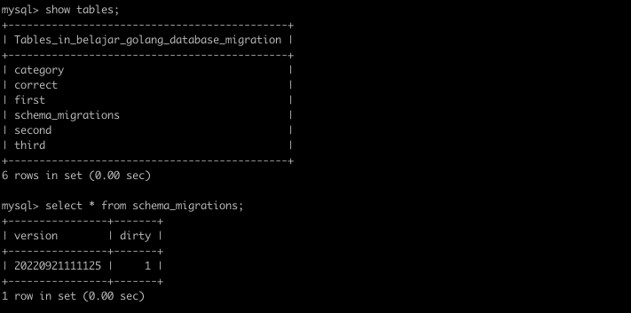 mysql> show tables;
+--------------------------------------------+
| Tables_in_belajar_golang_database_migration |
+--------------------------------------------+
| category                                    |
| correct                                     |
| first                                       |
| schema_migrations                           |
| second                                      |
| third                                       |
+--------------------------------------------+
6 rows in set (0.00 sec)
mysql> select * from schema_migrations;
+----------------+-------+
| version        | dirty |
+----------------+-------+
| 20220921111125 |     1 |
+----------------+-------+
1 row in set (0.00 sec)